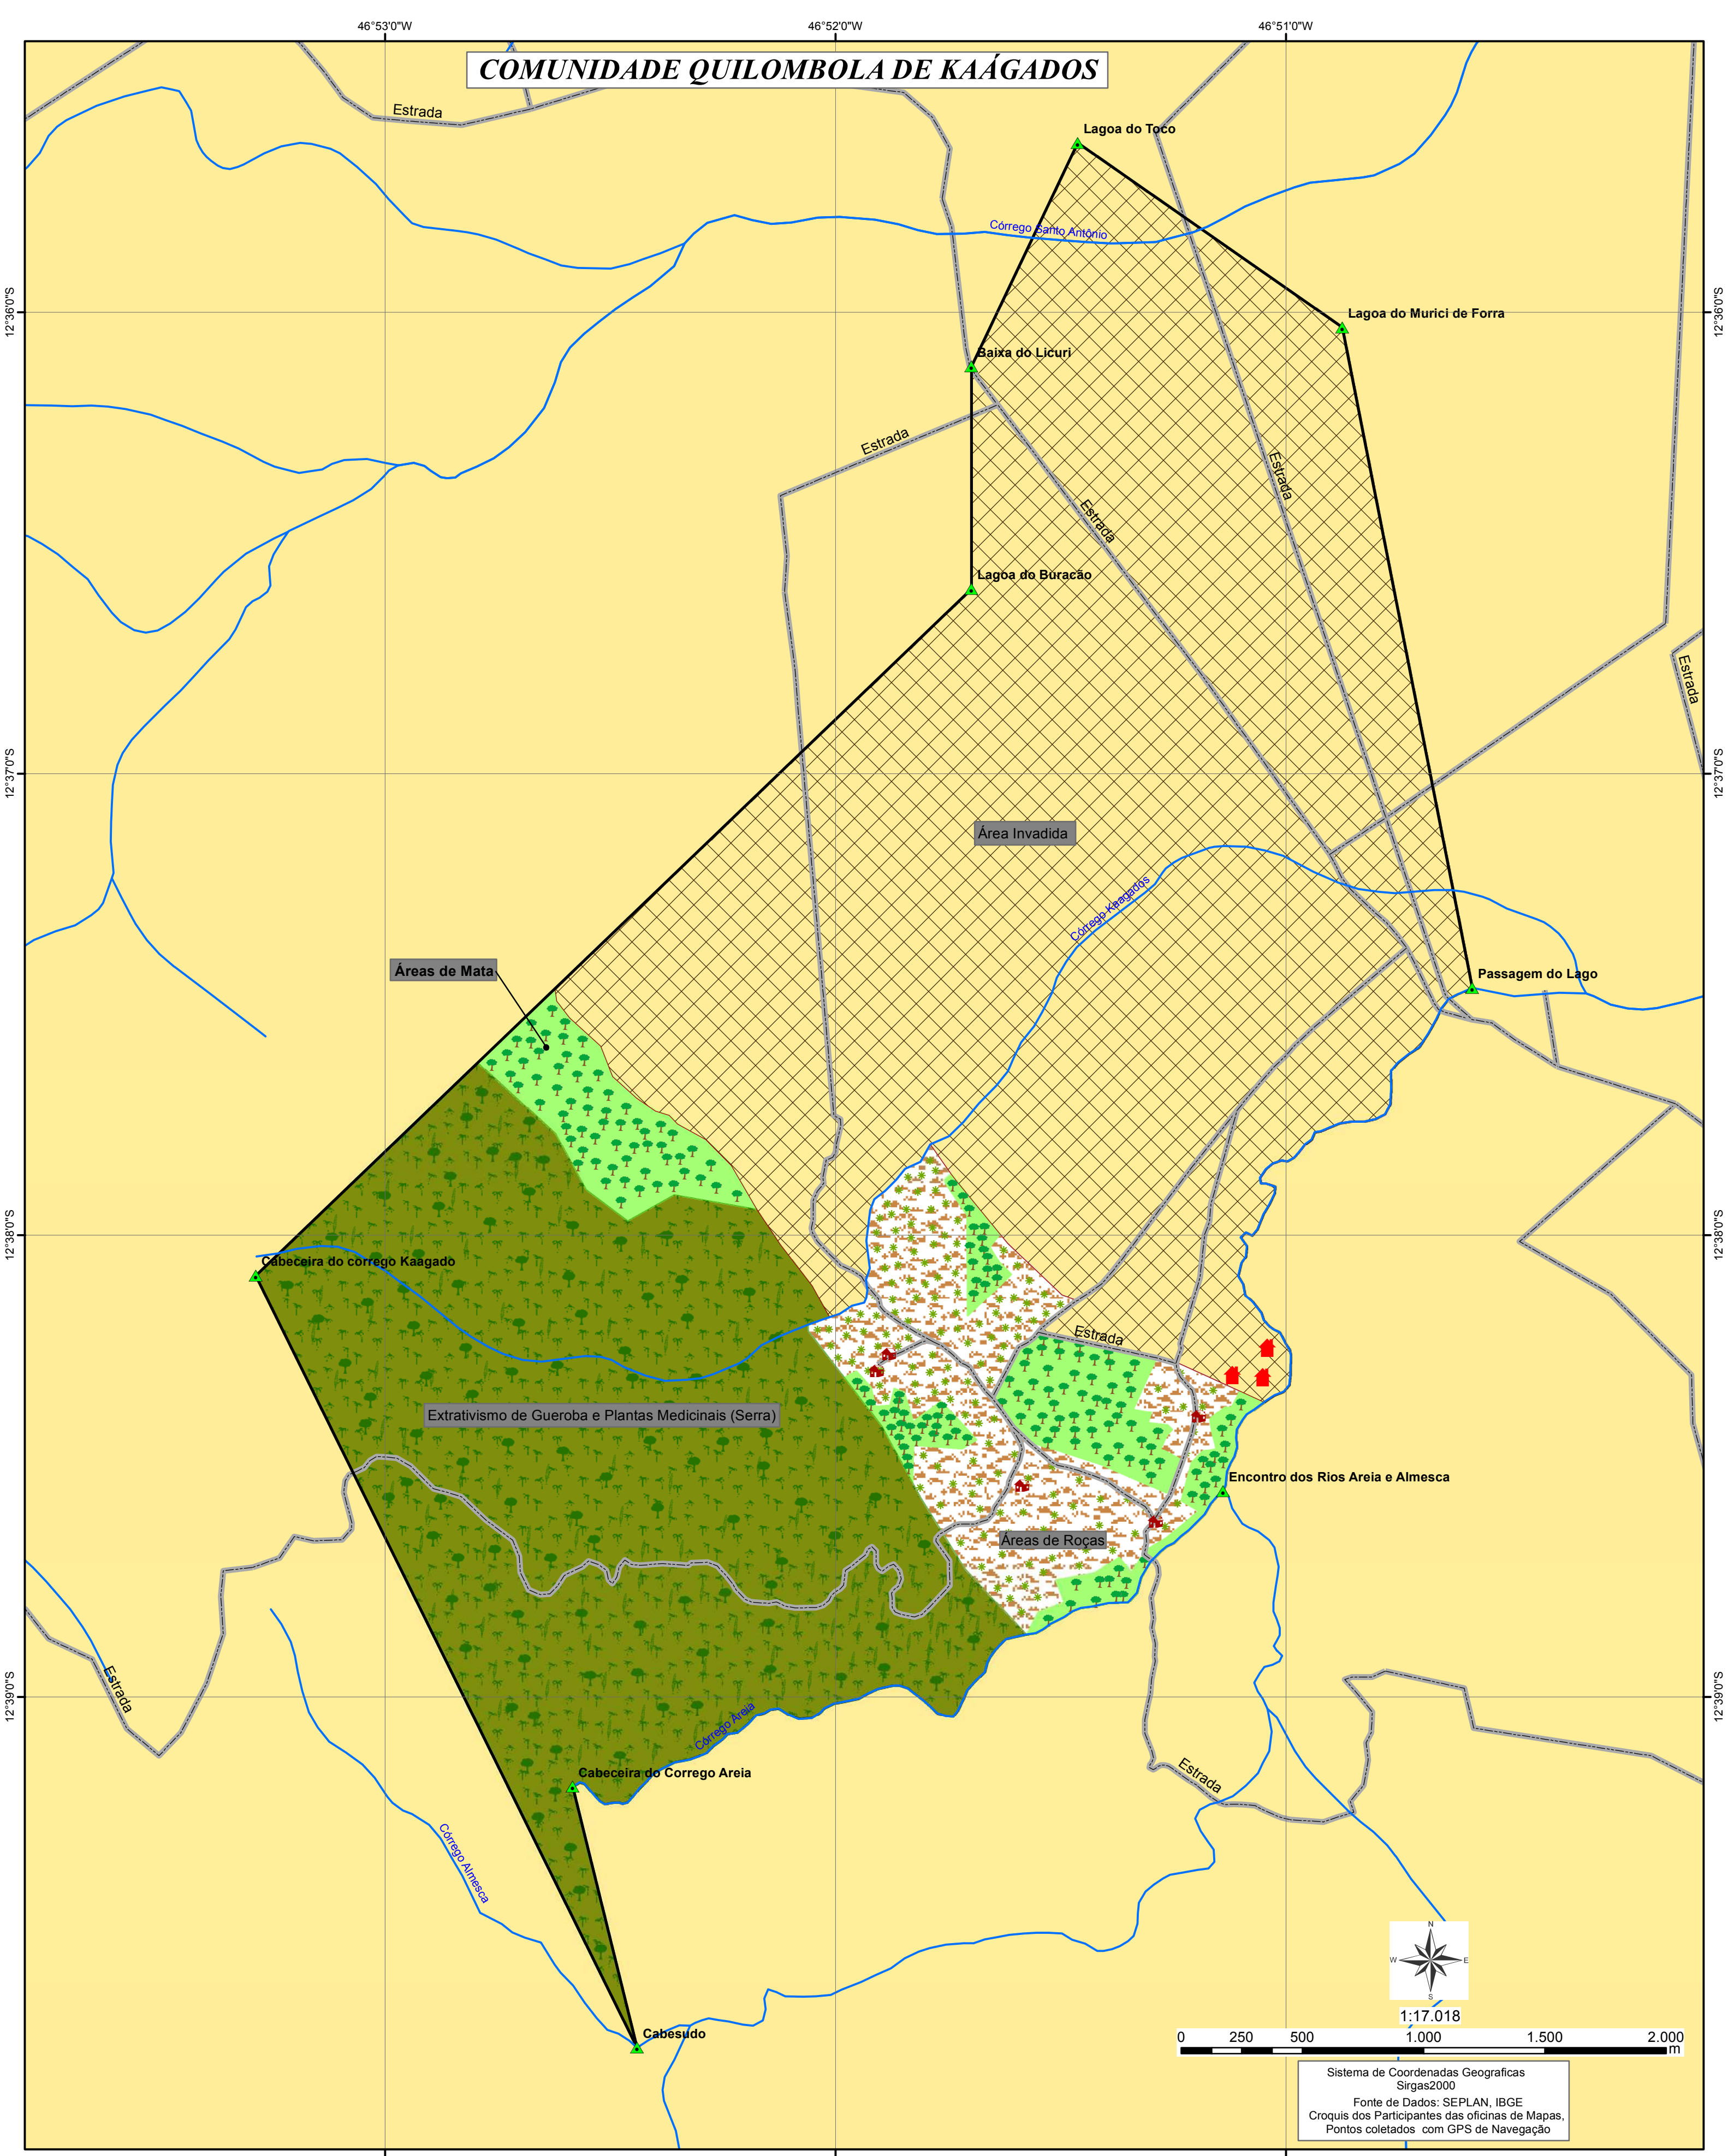 46°53'0"W
46°52'0"W
46°51'0"W
COMUNIDADE QUILOMBOLA DE KAÁGADOS
Estrada
Lagoa do Toco
Córrego Santo Antônio
12°36'0"S
12°36'0"S
Lagoa do Murici de Forra
Baixa do Licuri
Estrada
Estrada
Estrada
Lagoa do Buracão
Estrada
12°37'0"S
12°37'0"S
Área Invadida
Córrego Kaagados
Áreas de Mata
Passagem do Lago
12°38'0"S
12°38'0"S
Cabeceira do corrego Kaagado
Estrada
Extrativismo de Gueroba e Plantas Medicinais (Serra)
Encontro dos Rios Areia e Almesca
Áreas de Roças
Estrada
12°39'0"S
12°39'0"S
Córrego Areia
Cabeceira do Corrego Areia
Estrada
Córrego Almesca
N
W
E
S
1:17.018
Cabesudo
0 250 500 1.000 1.500 2.000
m
Sistema de Coordenadas Geograficas
Sirgas2000
Fonte de Dados: SEPLAN, IBGE
Croquis dos Participantes das oficinas de Mapas,
Pontos coletados com GPS de Navegação